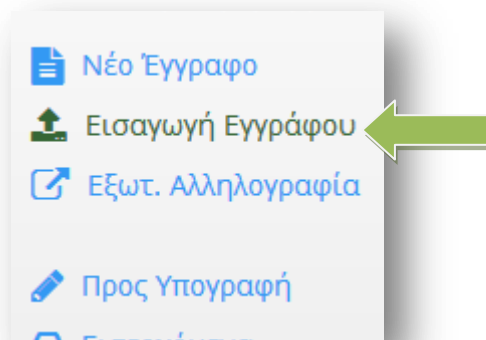 Νέο Έγγραφο
Εισαγωγή Εγγράφου
Εξωτ. Αλληλογραφία
Προς Υπογραφή